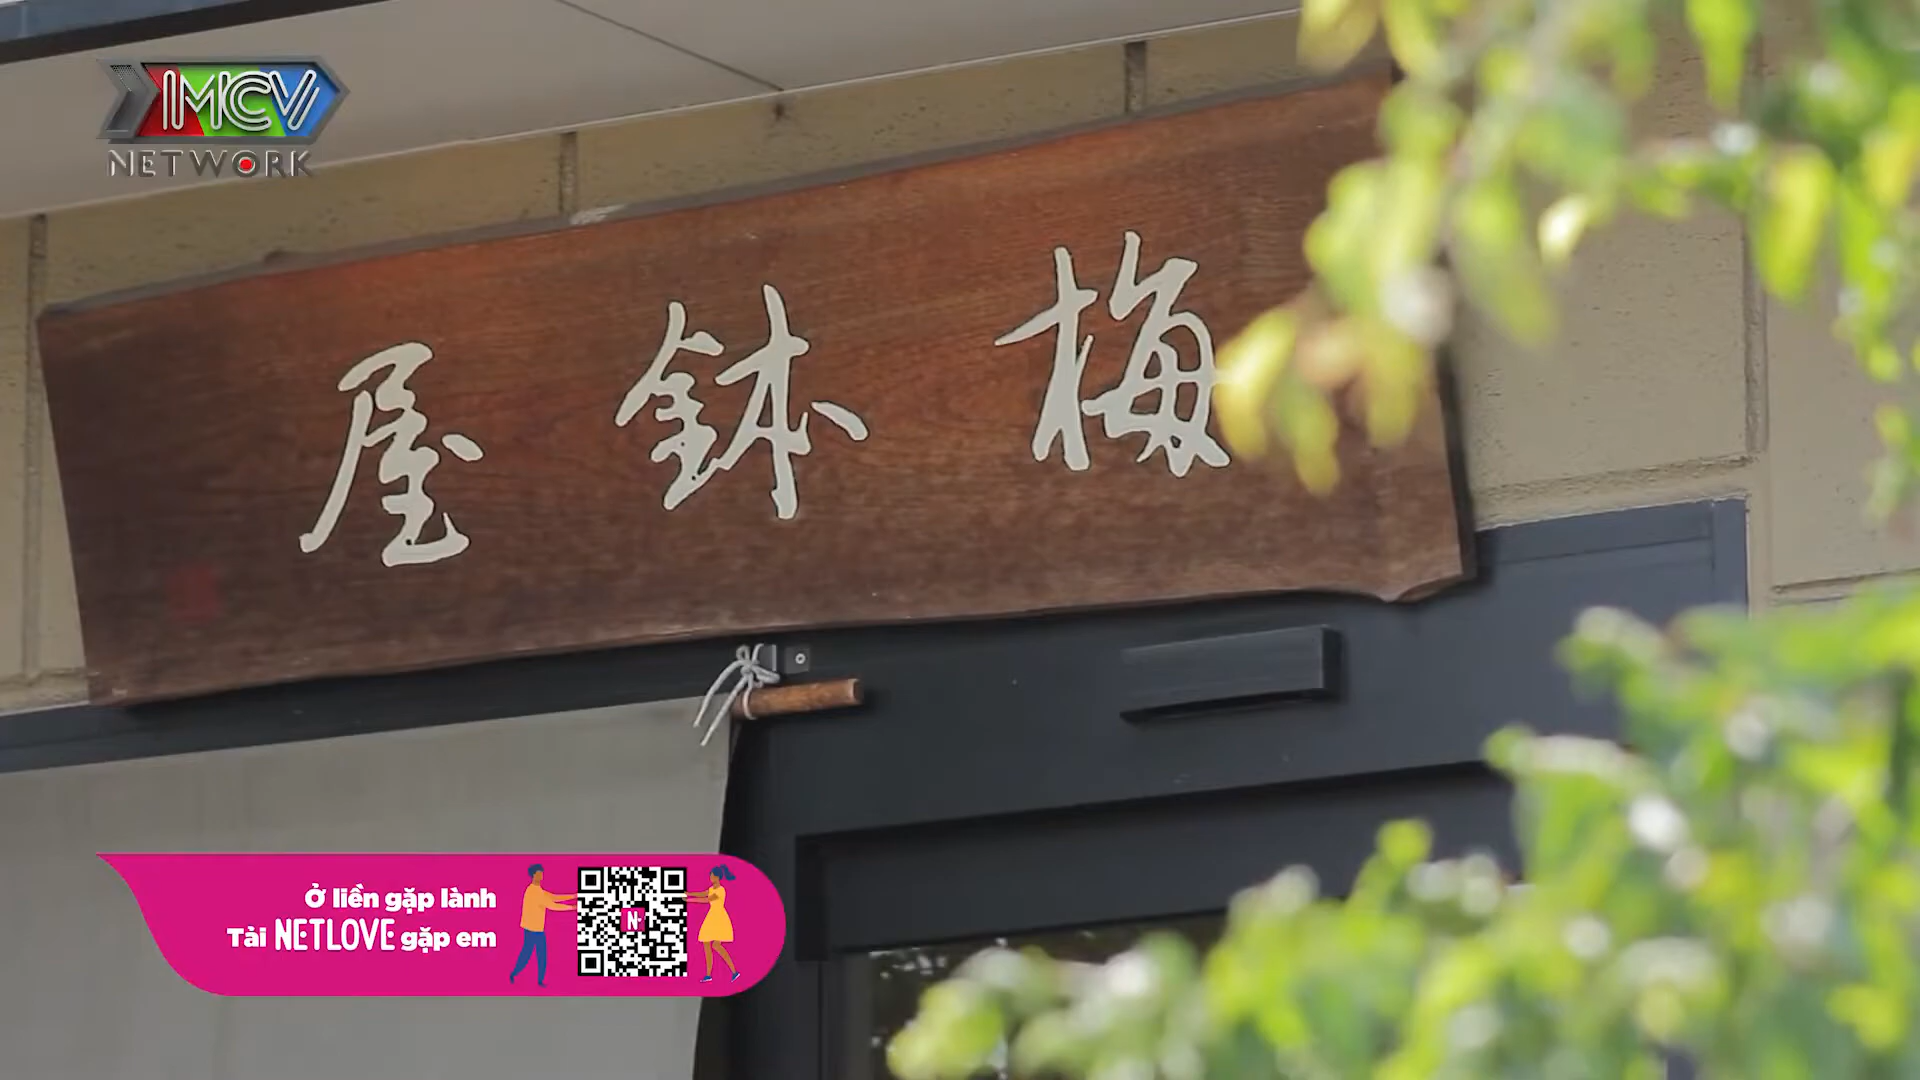 MCV
NETWORK
梅鉢屋
Ở liền gặp lành
Tải NETLOVE gặp em
N